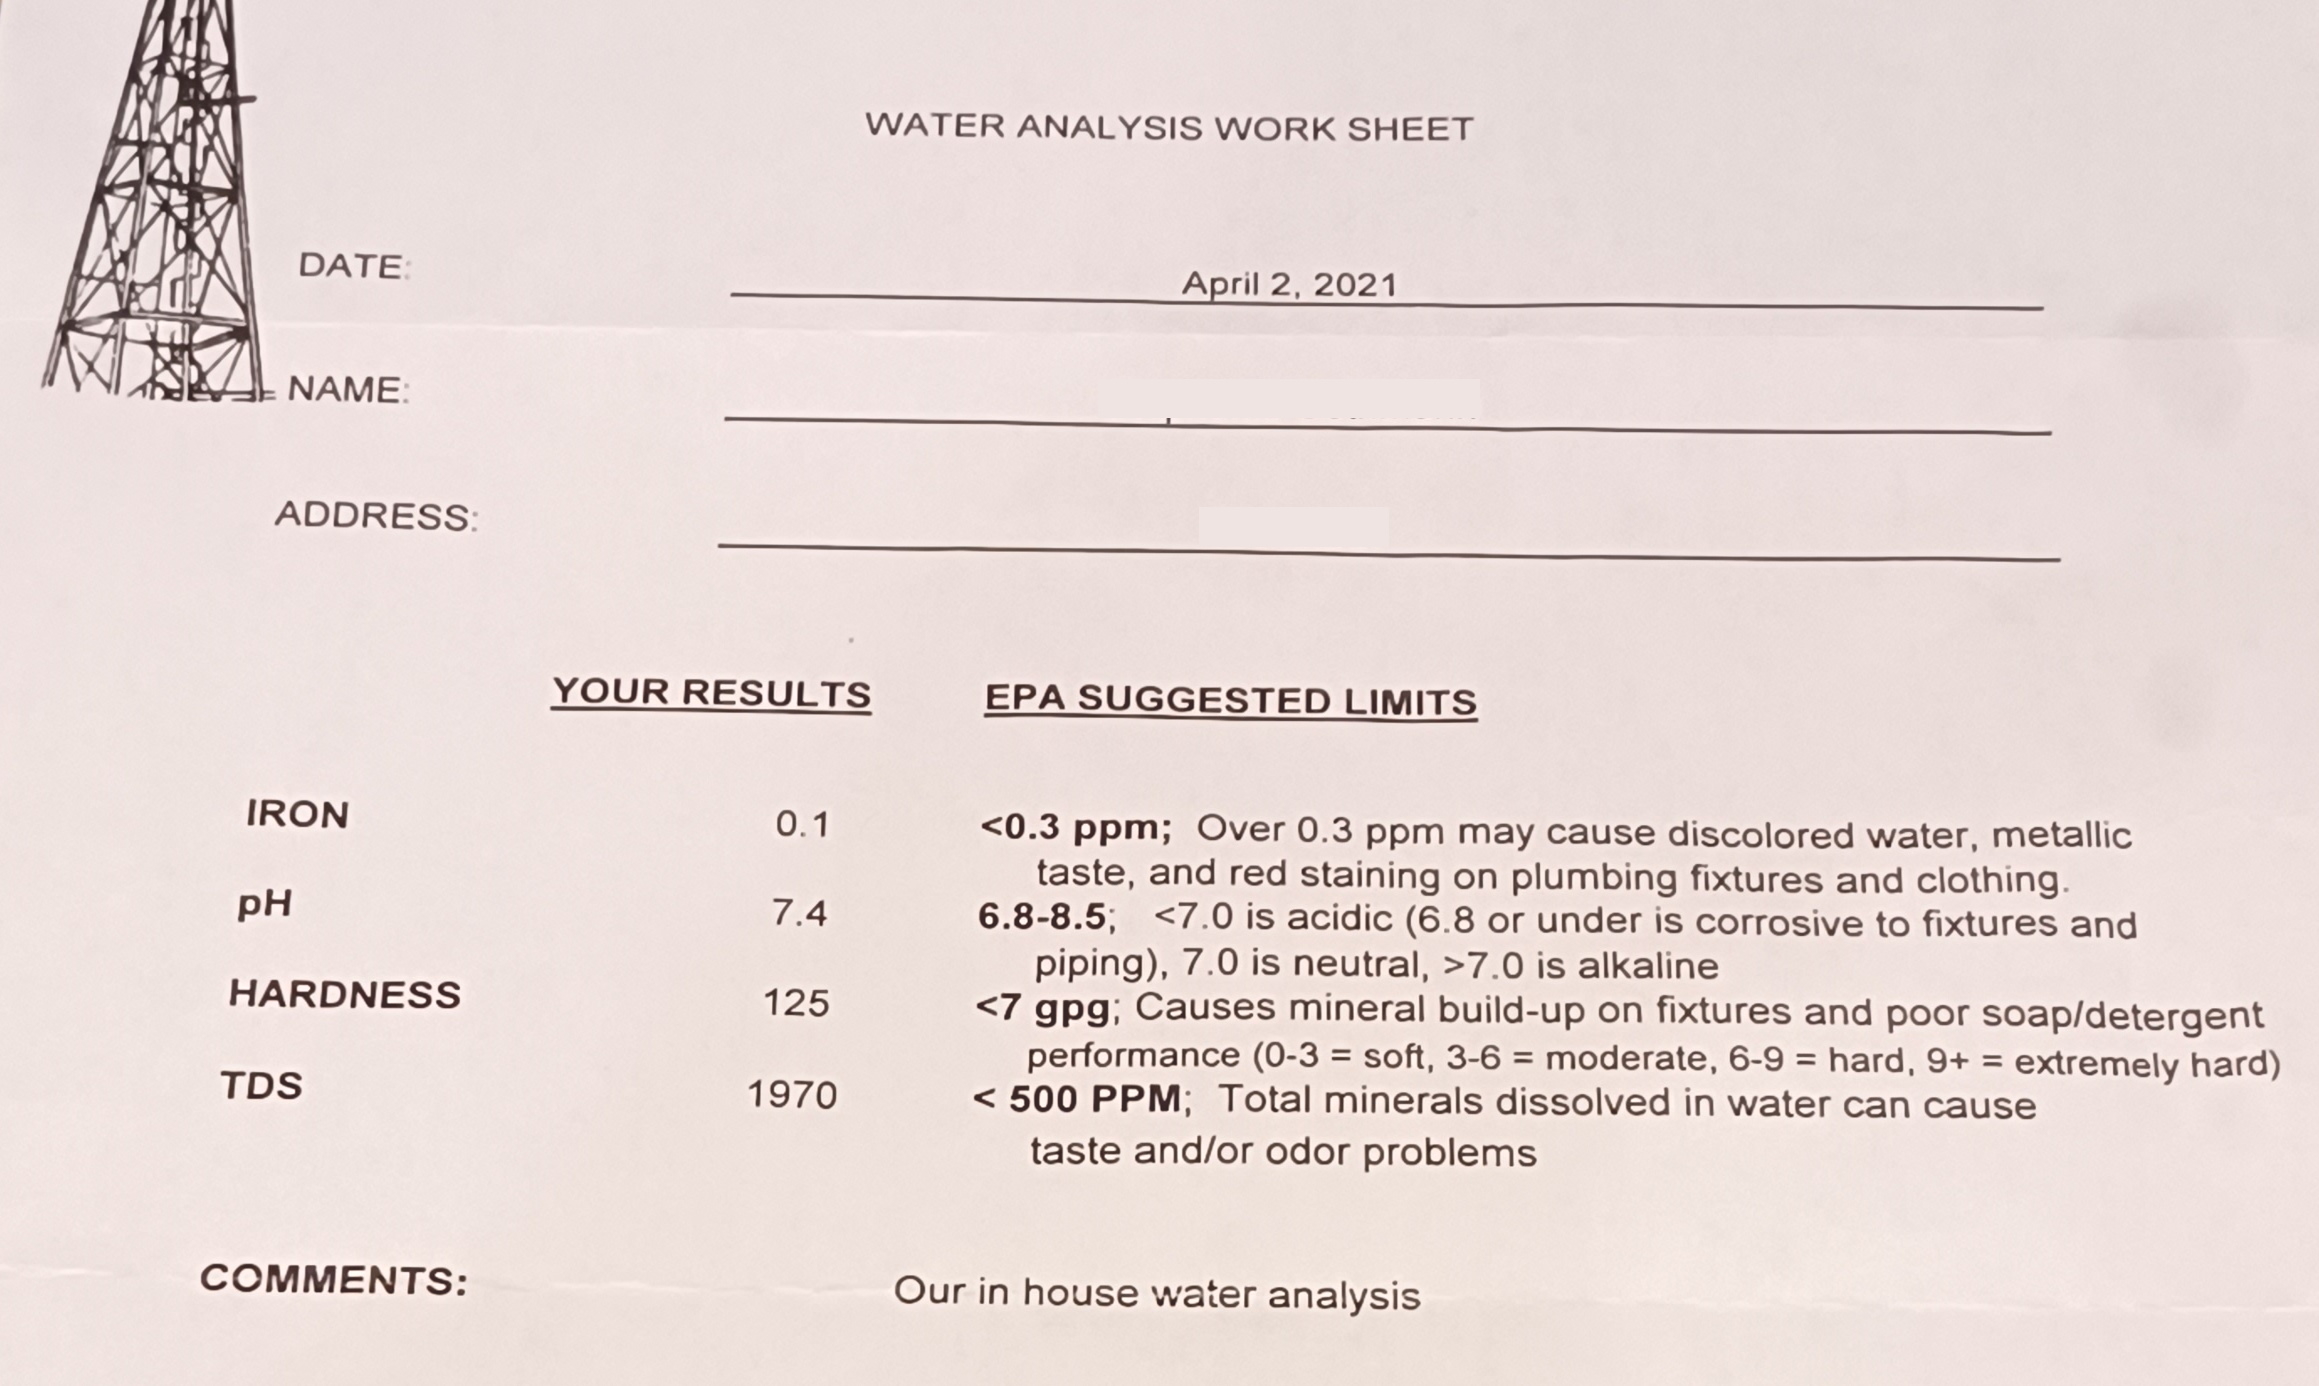 WATER ANALYSIS WORK SHEET
DATE: April 2, 2021
NAME:
ADDRESS:
YOUR RESULTS EPA SUGGESTED LIMITS
IRON 0.1 <0.3 ppm; Over 0.3 ppm may cause discolored water, metallic
taste, and red staining on plumbing fixtures and clothing.
pH 7.4 6.8-8.5; <7.0 is acidic (6.8 or under is corrosive to fixtures and
piping), 7.0 is neutral, >7.0 is alkaline
HARDNESS 125 <7 gpg; Causes mineral build-up on fixtures and poor soap/detergent
performance (0-3 = soft, 3-6 = moderate, 6-9 = hard, 9+ = extremely hard)
TDS 1970 < 500 PPM; Total minerals dissolved in water can cause
taste and/or odor problems
COMMENTS: Our in house water analysis